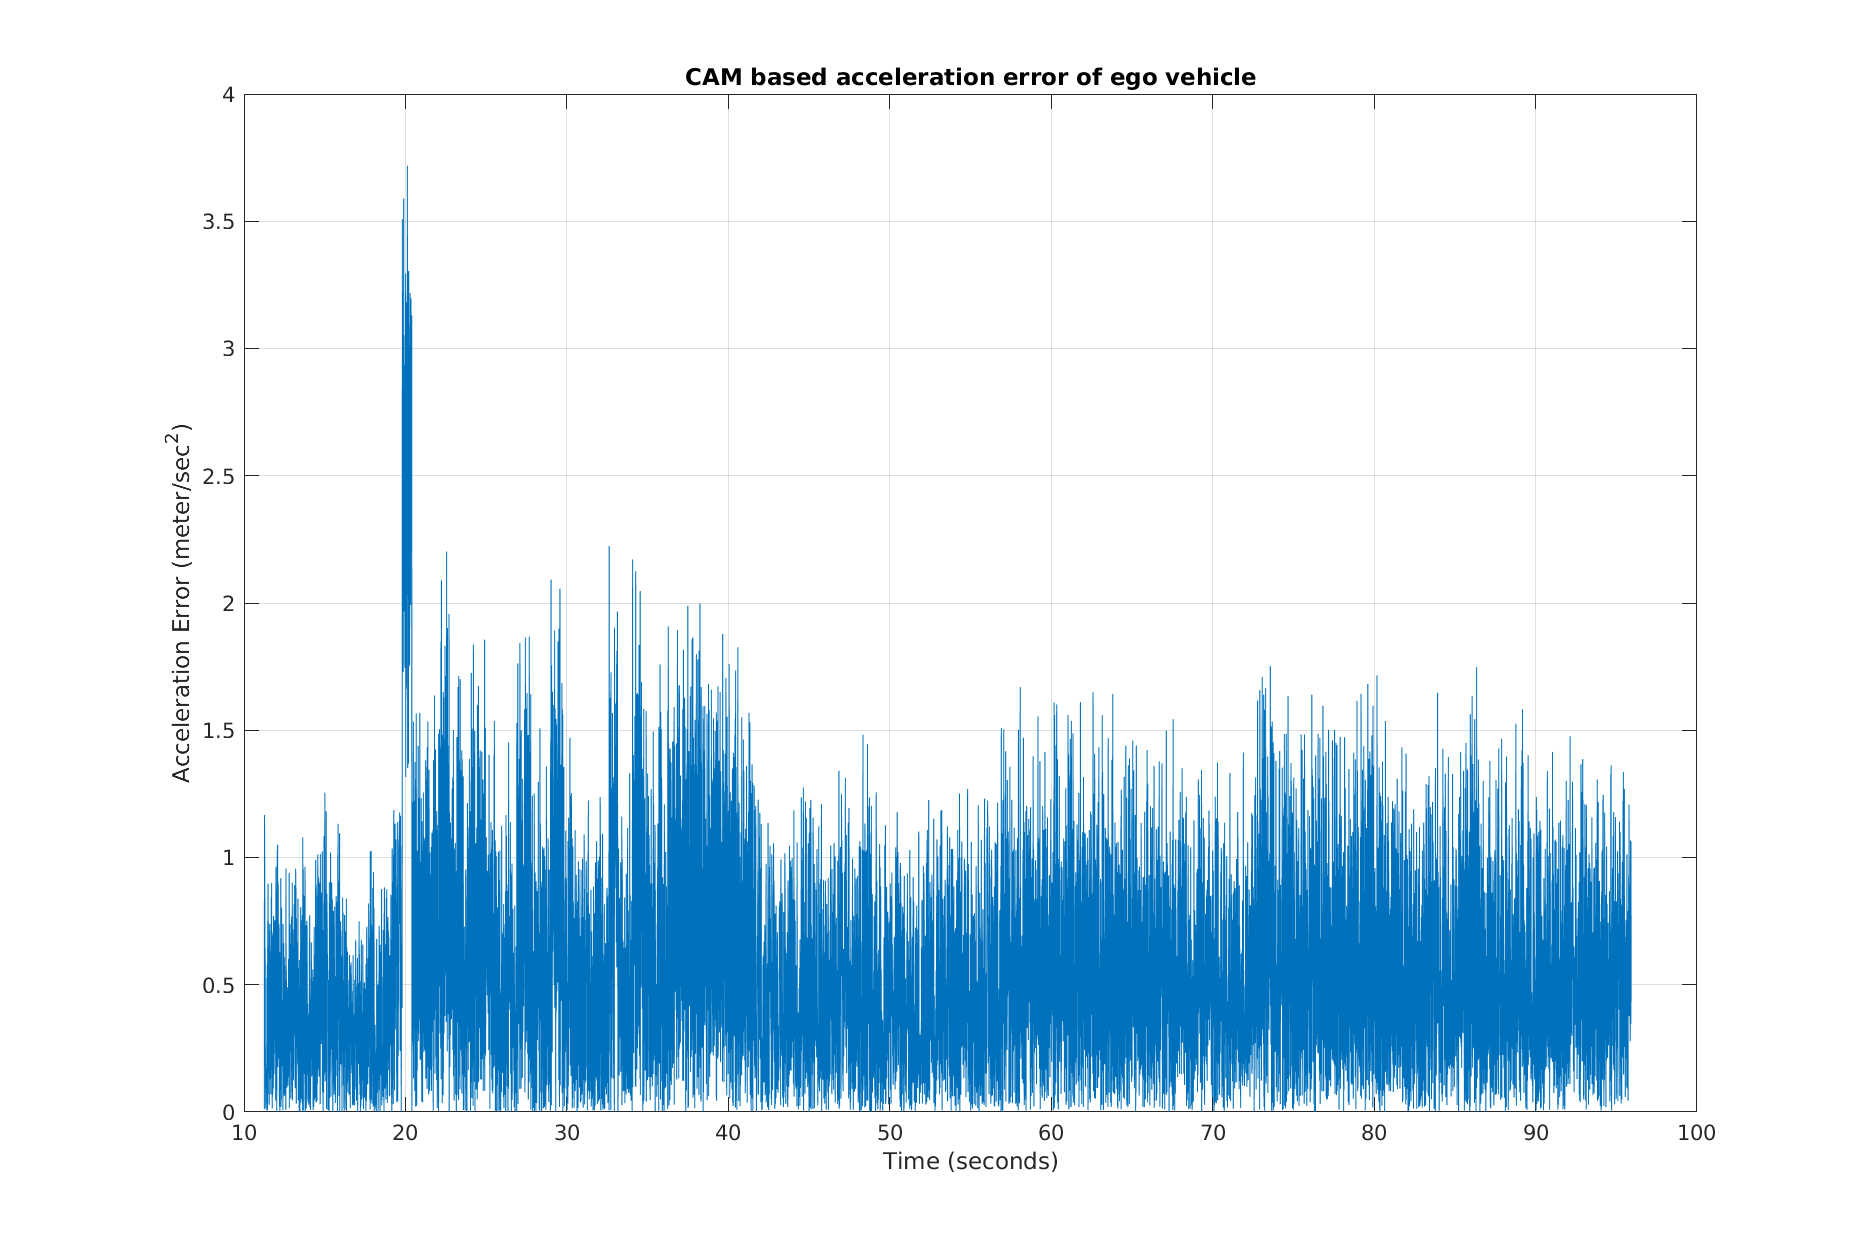 CAM based acceleration error of ego vehicle
4
3.5
3
2.5
2
1.5
1
0.5
0
Acceleration Error (meter/sec²)
10 20 30 40 50 60 70 80 90 100
Time (seconds)